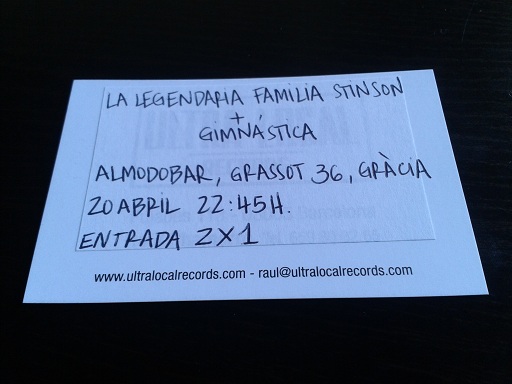 LA LEGENDARIA FAMILIA STINSON
+
GIMNÁSTICA
ALMODOBAR, GRASSOT 36, GRÀCIA
20 ABRIL 22:45H.
ENTRADA 2X1
www.ultralocalrecords.com - raul@ultralocalrecords.com